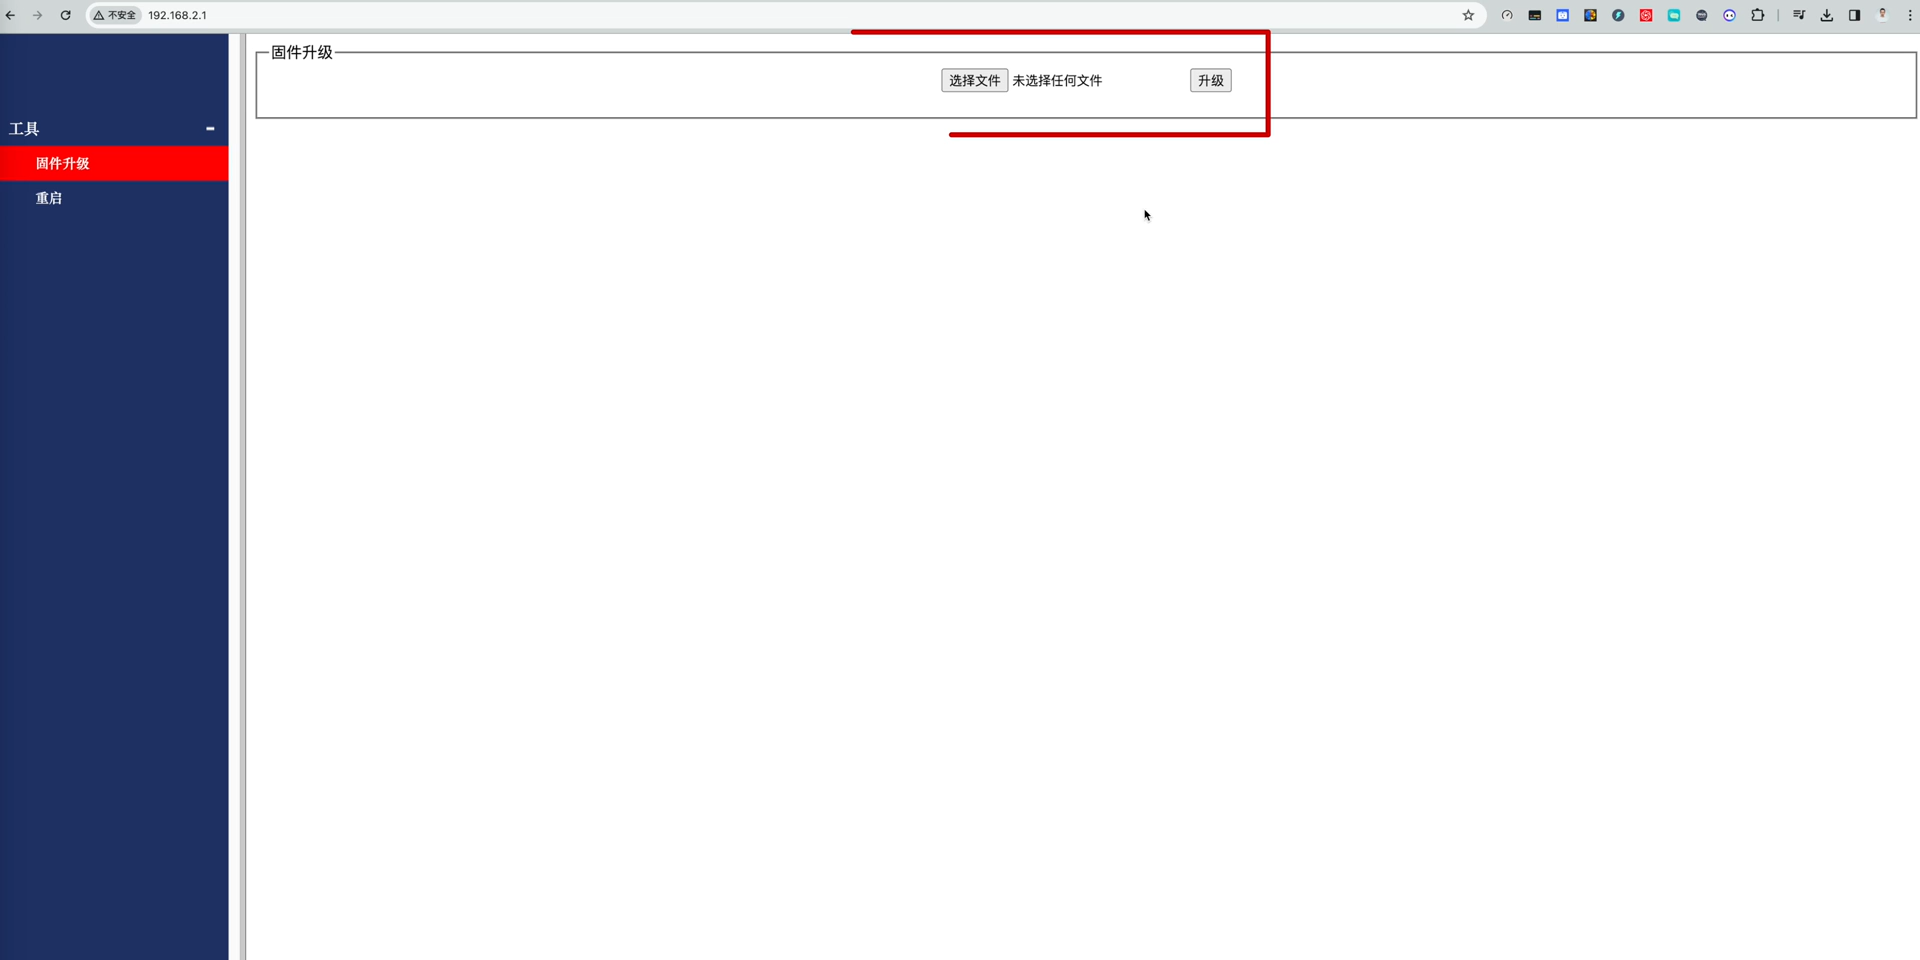 不安全 192.168.2.1
固件升级
选择文件 未选择任何文件 升级
工具
固件升级
重启